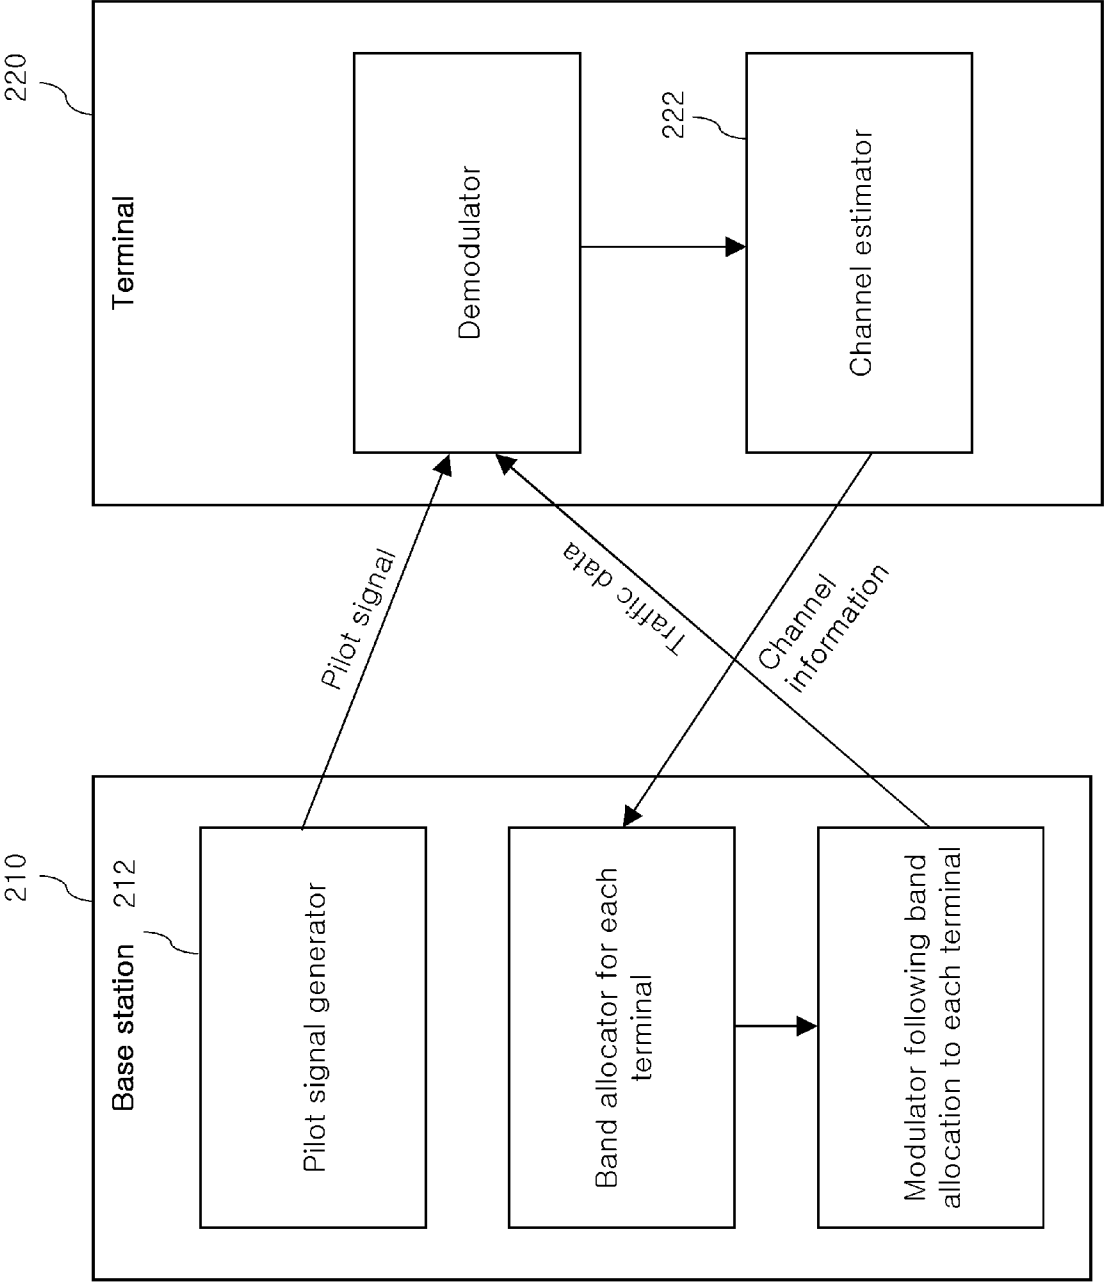 210
Base station
212
Pilot signal generator
Band allocator for each
terminal
Modulator following band
allocation to each terminal
Pilot signal
Traffic data
Channel
information
220
Terminal
Demodulator
222
Channel estimator